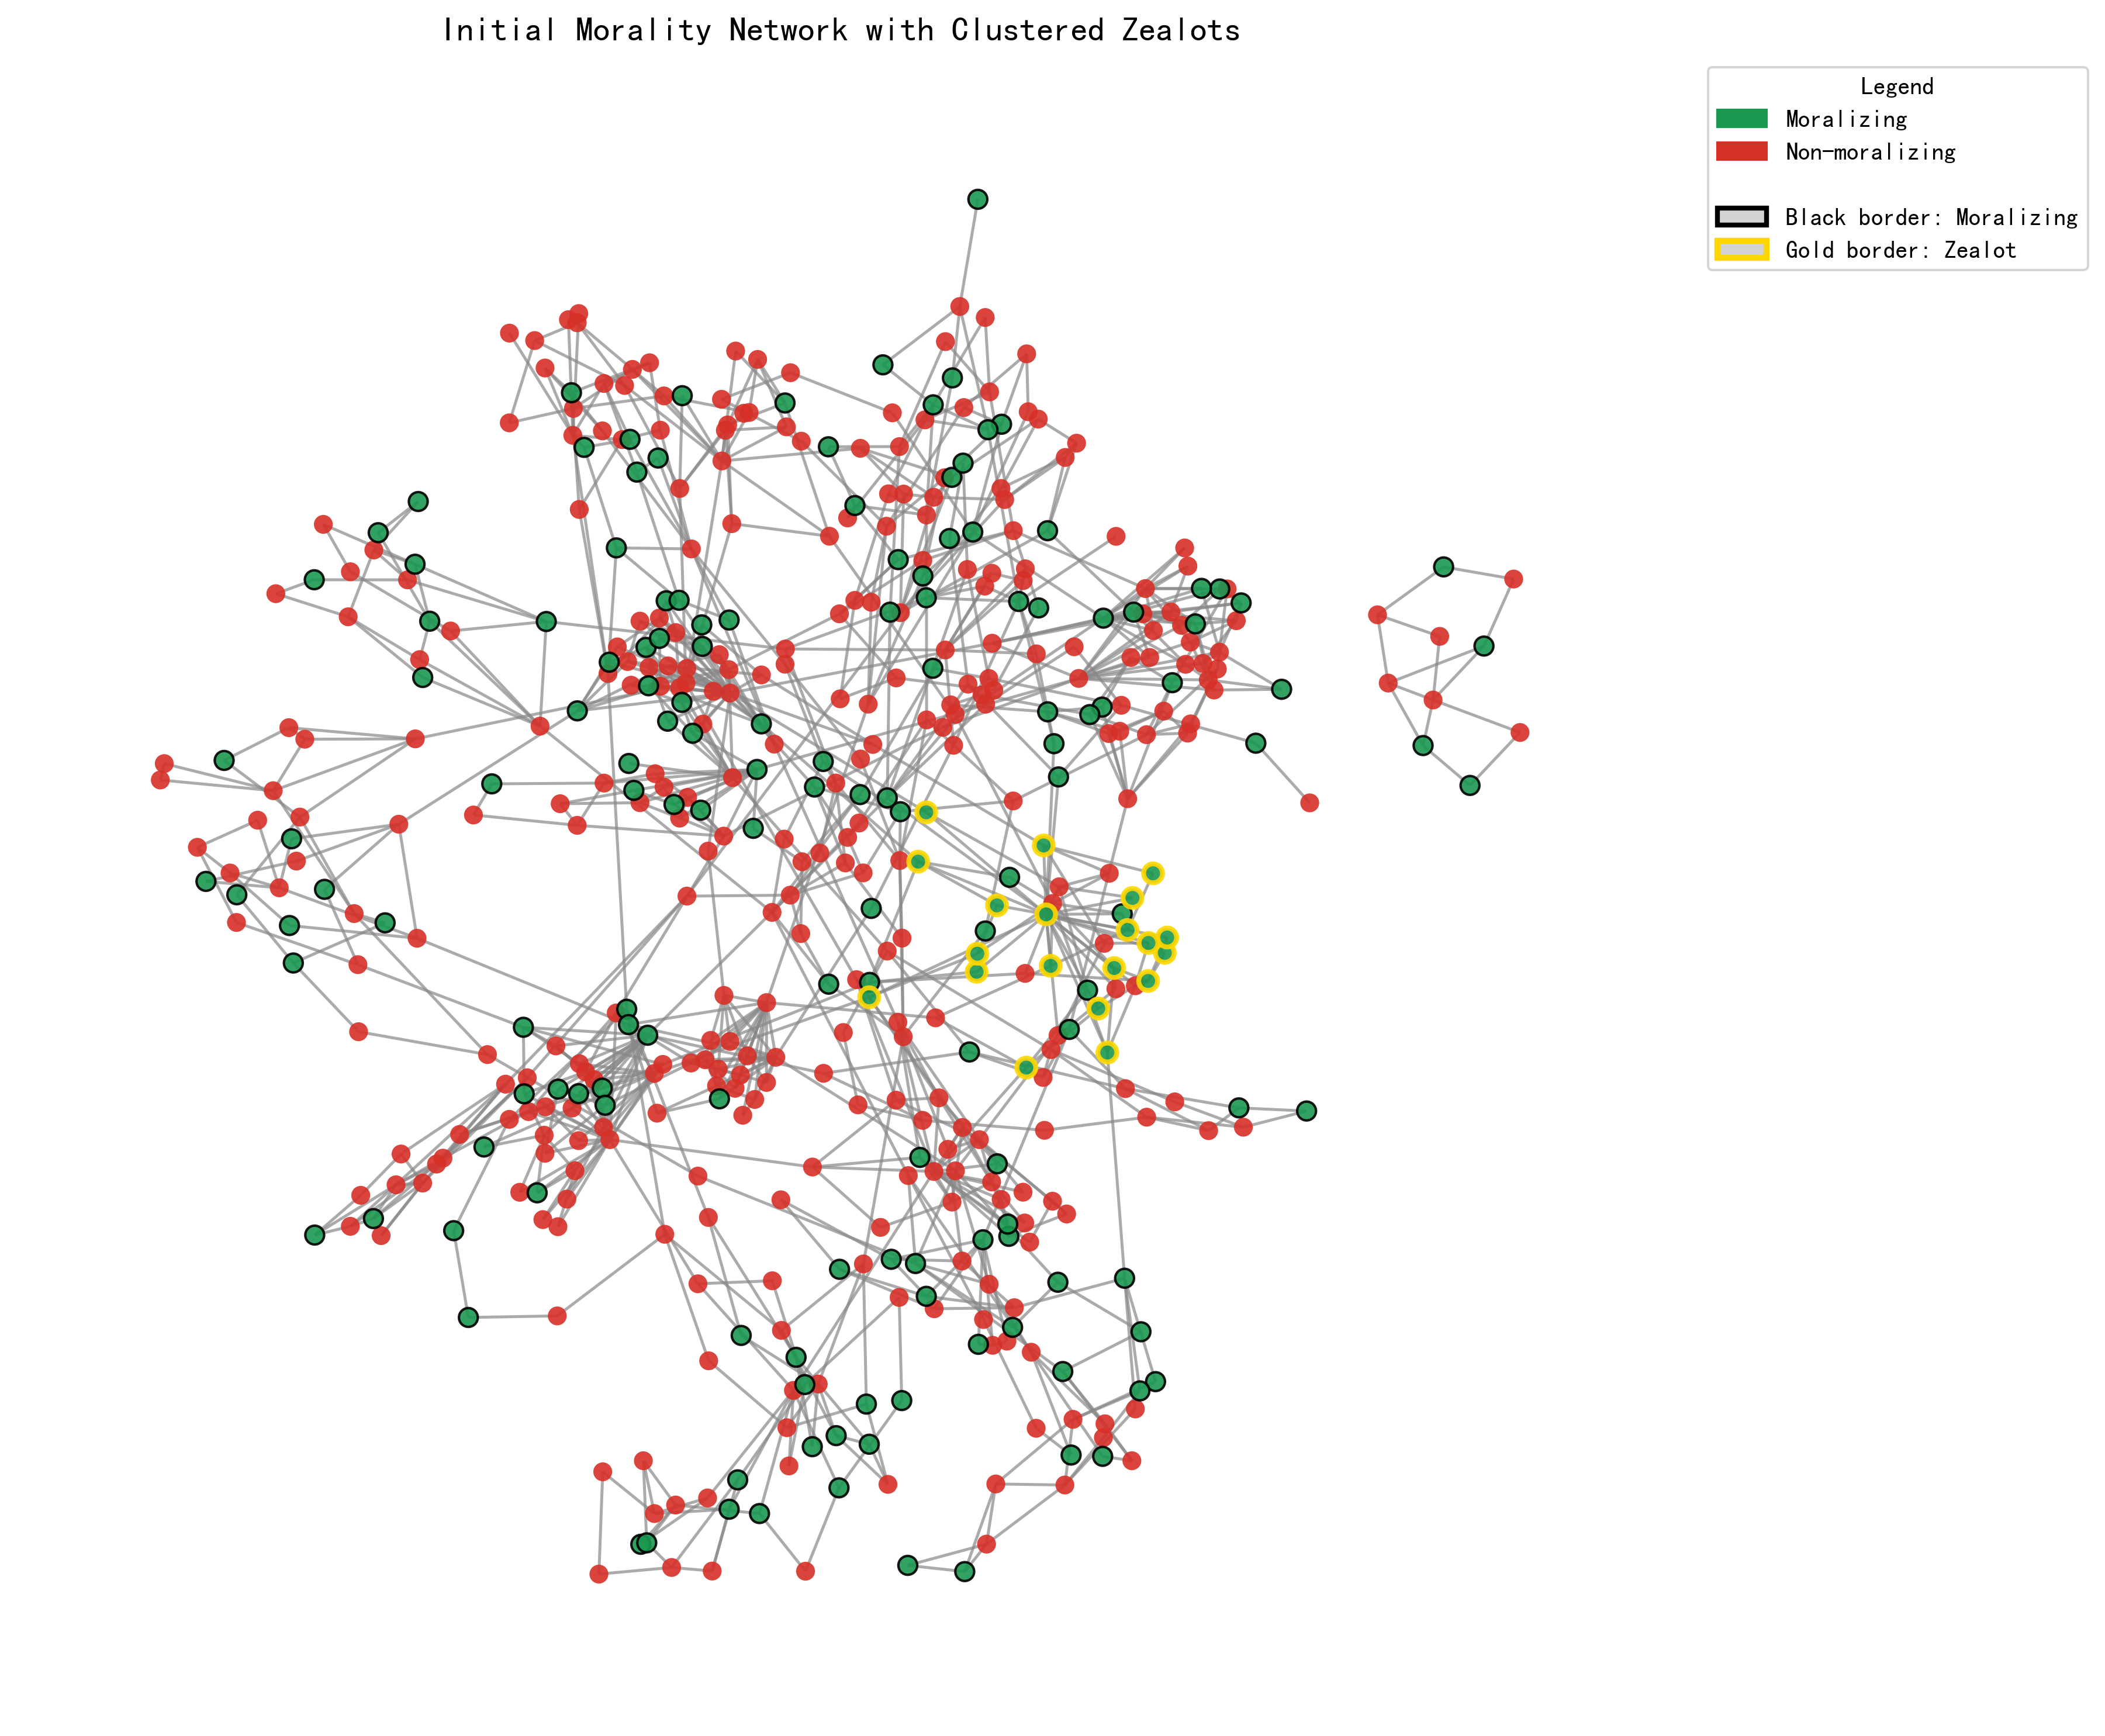 Initial Morality Network with Clustered Zealots
Legend
Moralizing
Non-moralizing
Black border: Moralizing
Gold border: Zealot